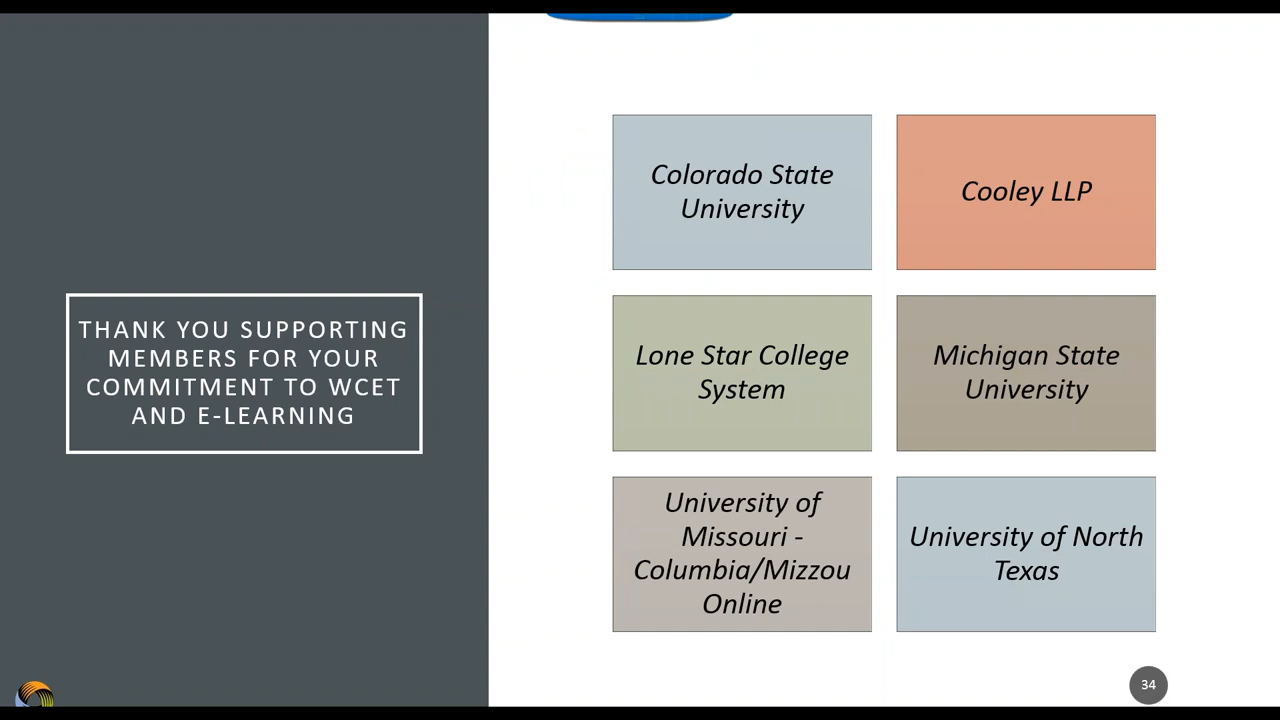 THANK YOU SUPPORTING
MEMBERS FOR YOUR
COMMITMENT TO WCET
AND E-LEARNING
Colorado State
University
Cooley LLP
Lone Star College
System
Michigan State
University
University of
Missouri -
Columbia/Mizzou
Online
University of North
Texas
34